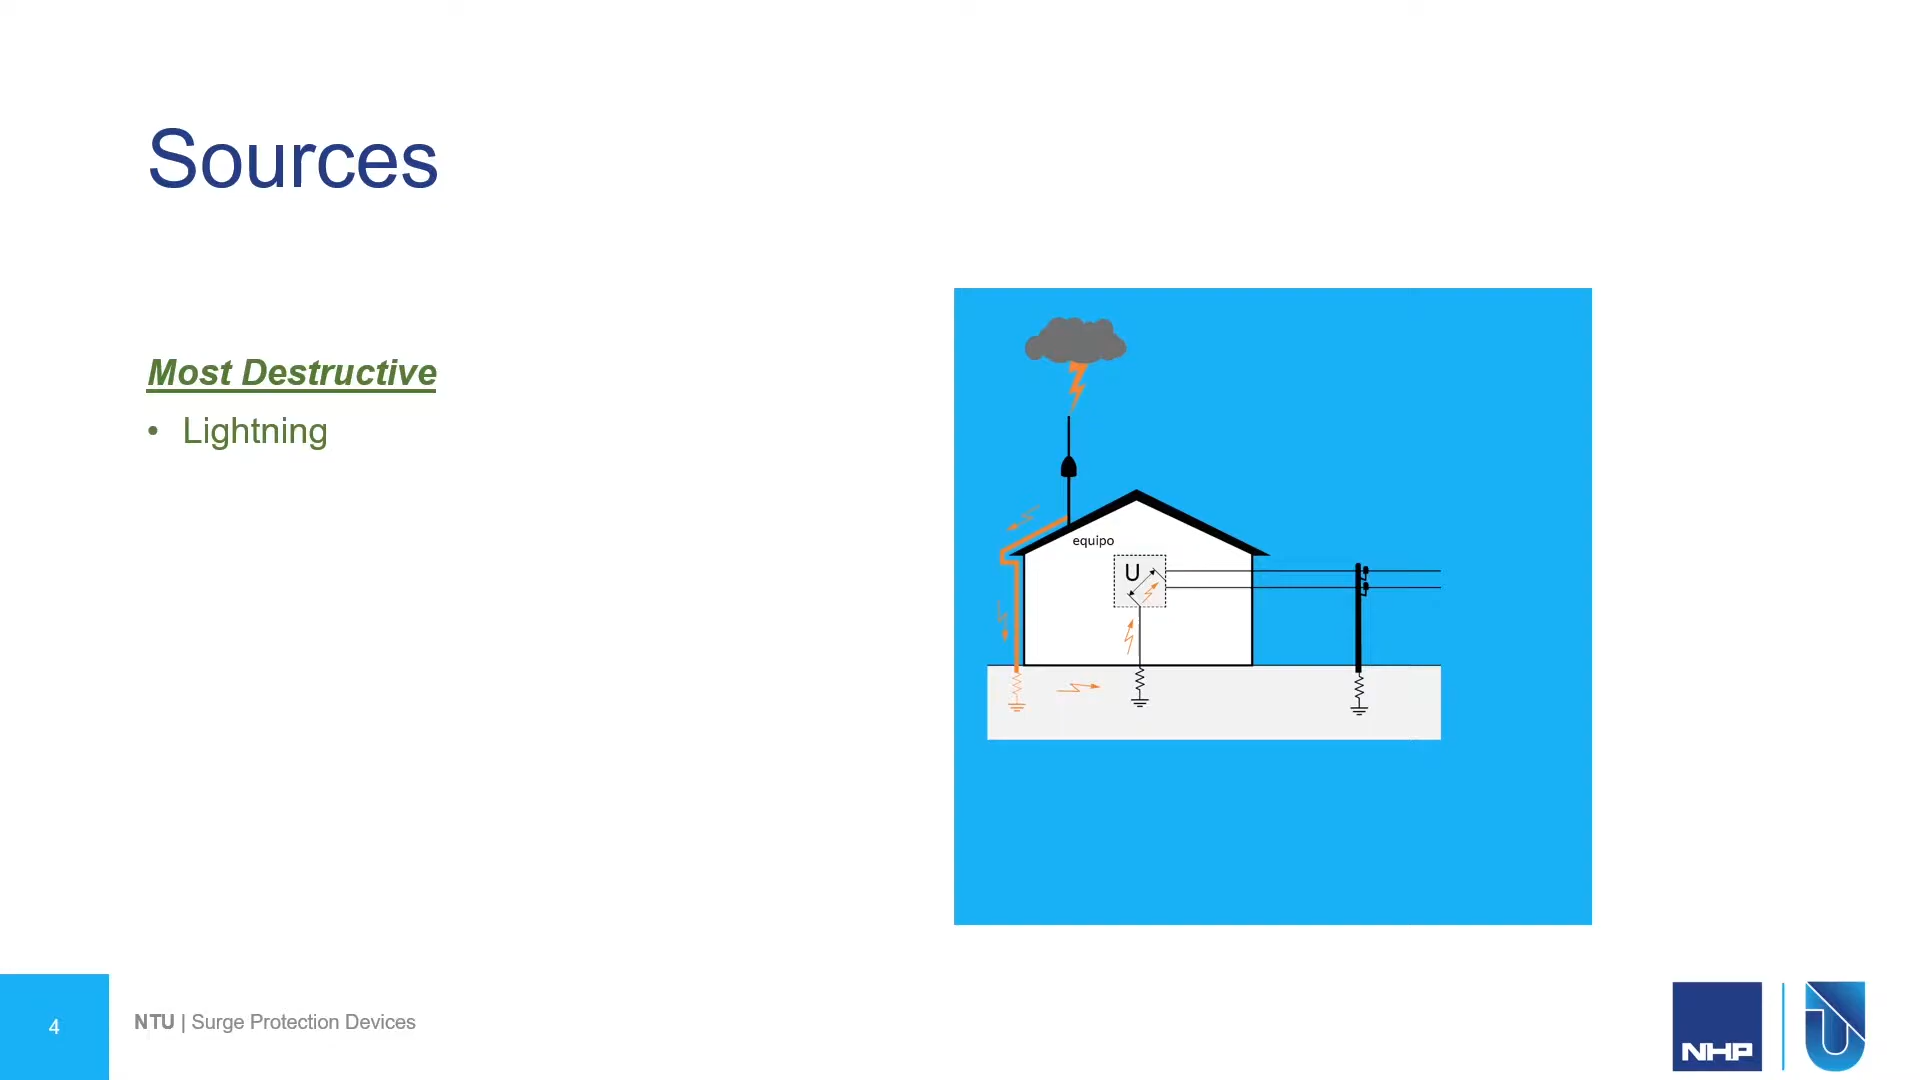 Sources
Most Destructive
• Lightning
equipo
U
4
NTU | Surge Protection Devices
NHP